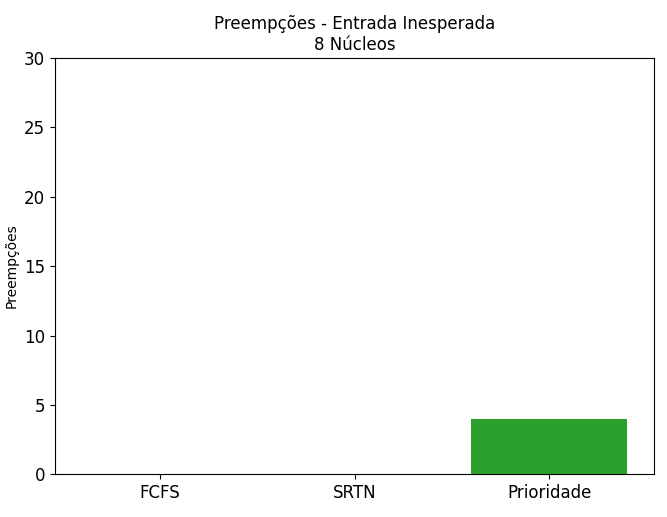 Preempções - Entrada Inesperada
8 Núcleos
30
25
20
15
10
5
0
Preempções
FCFS
SRTN
Prioridade